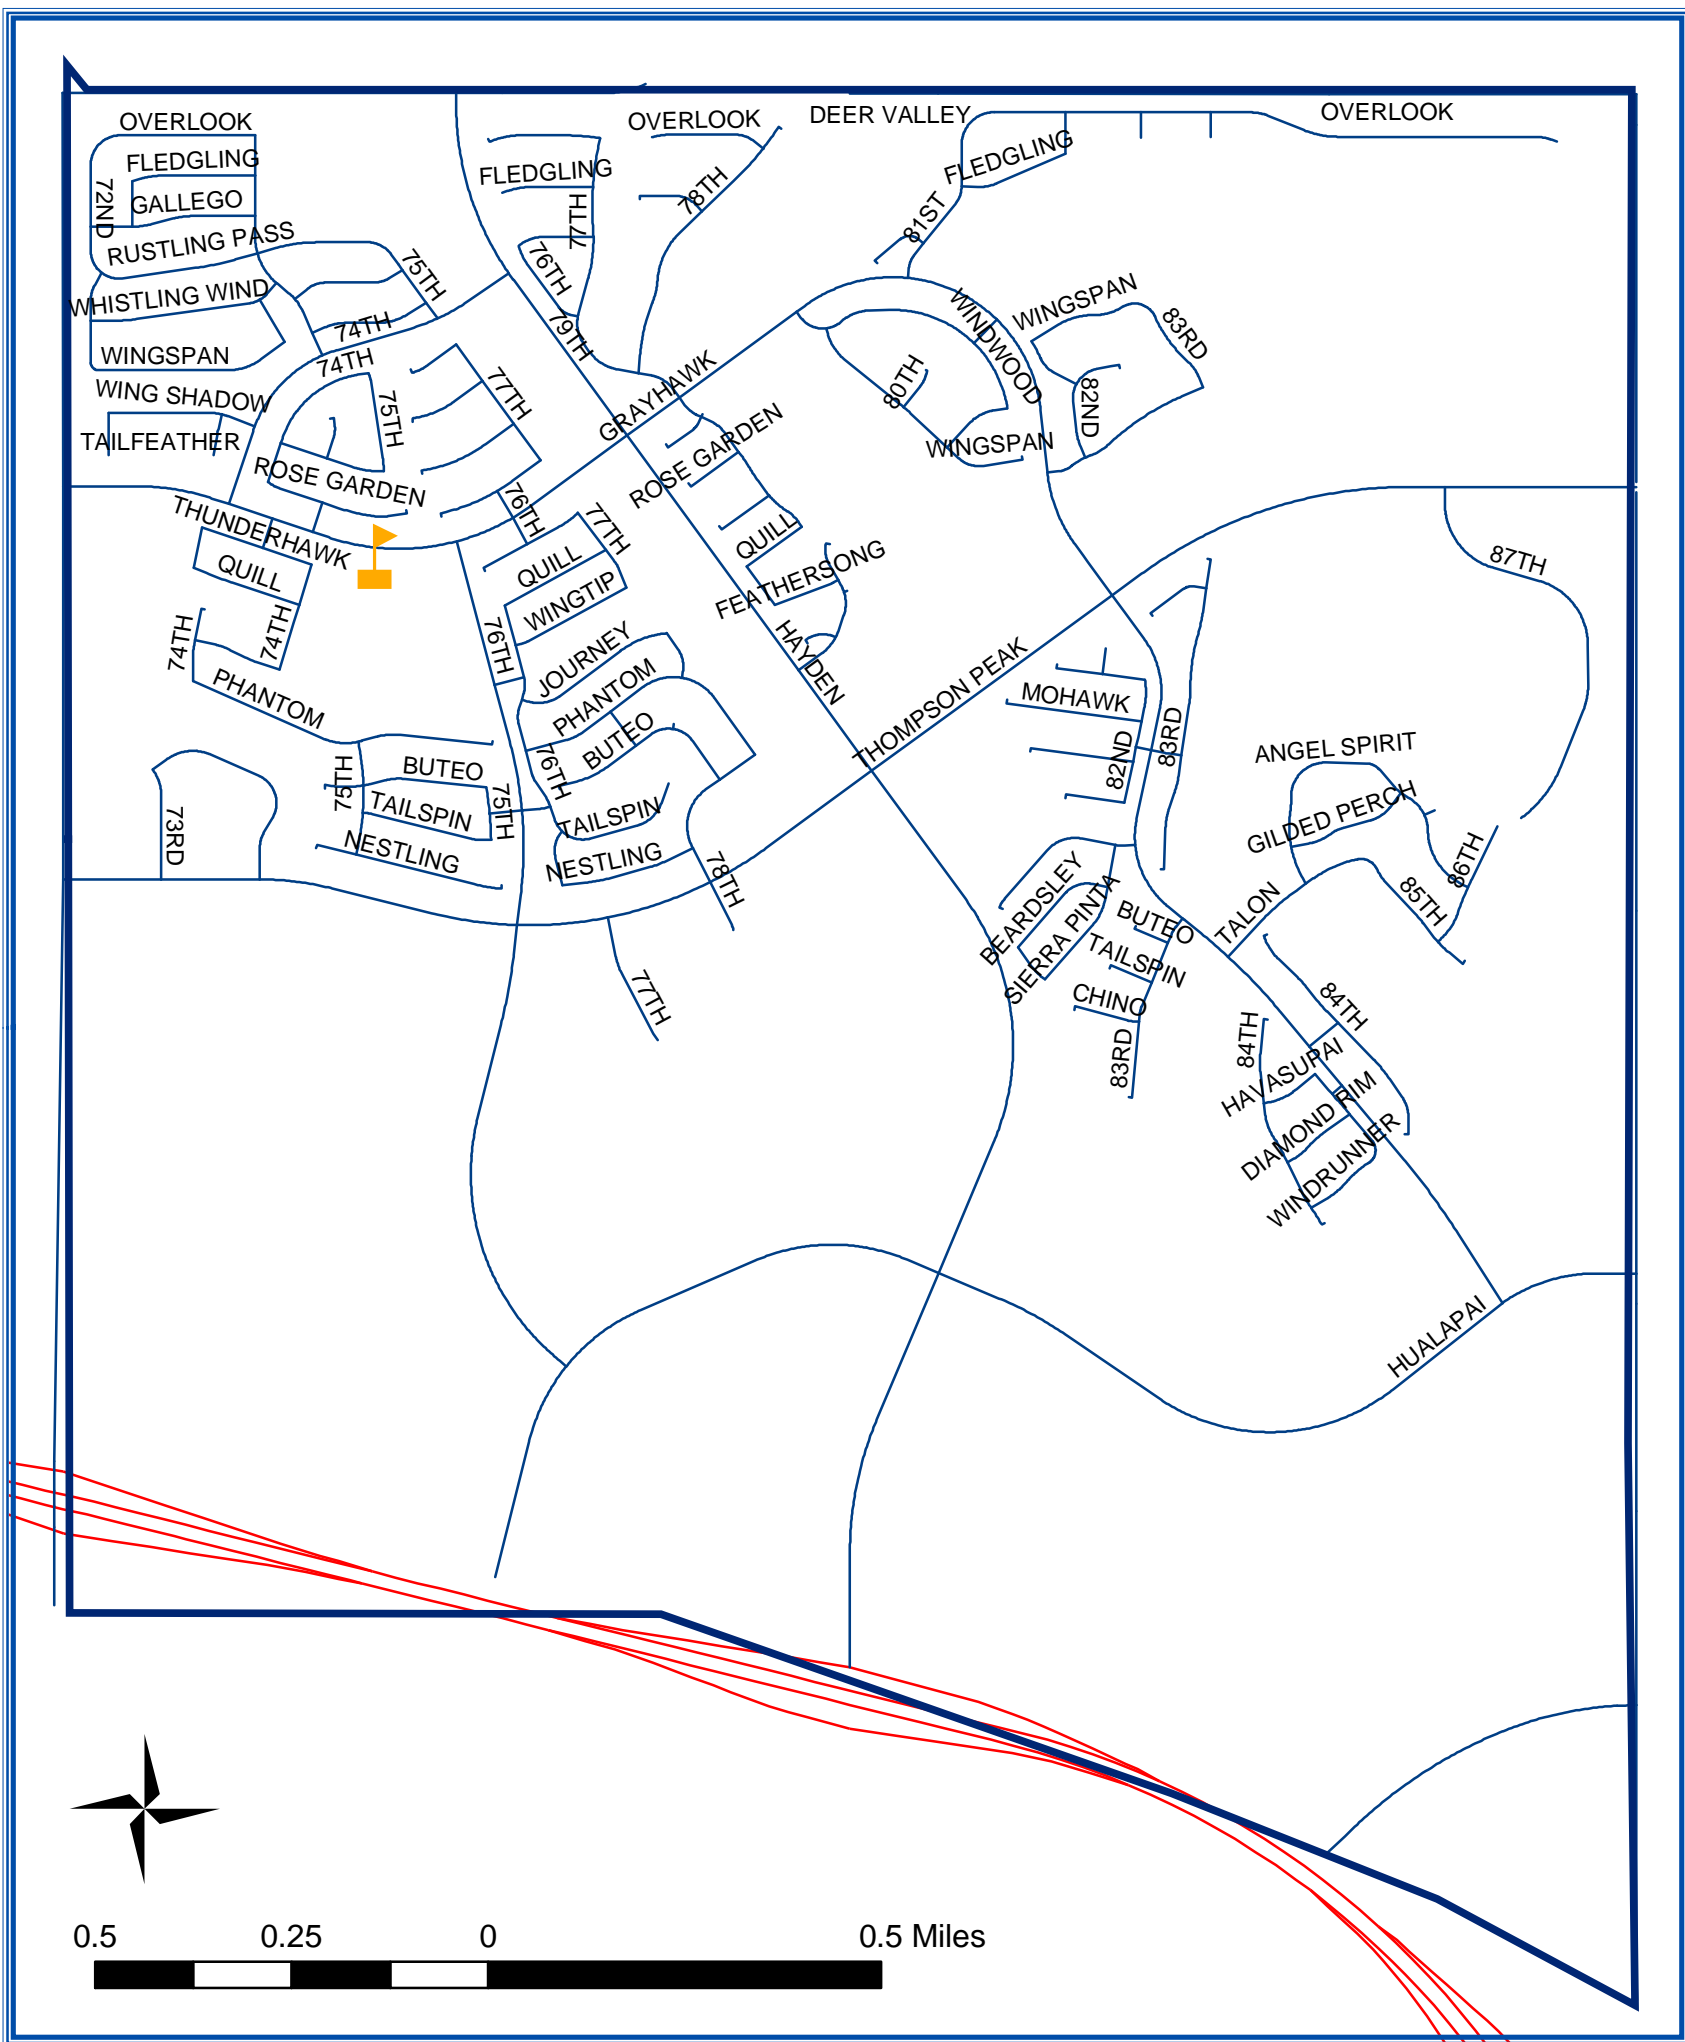 OVERLOOK
OVERLOOK
DEER VALLEY
OVERLOOK
FLEDGLING
FLEDGLING
FLEDGLING
72ND
GALLEGO
77TH
78TH
81ST
RUSTLING PASS
75TH
76TH
WHISTLING WIND
74TH
79TH
WINDWOOD
WINGSPAN
83RD
WINGSPAN
74TH
77TH
GRAYHAWK
80TH
82ND
WING SHADOW
75TH
TAILFEATHER
ROSE GARDEN
ROSE GARDEN
WINGSPAN
THUNDERHAWK
76TH
77TH
QUILL
QUILL
QUILL
FEATHERSONG
87TH
WINGTIP
74TH
74TH
76TH
JOURNEY
HAYDEN
PHANTOM
PHANTOM
THOMPSON PEAK
MOHAWK
BUTEO
75TH
BUTEO
76TH
82ND
83RD
ANGEL SPIRIT
73RD
TAILSPIN
75TH
TAILSPIN
GILDED PERCH
NESTLING
NESTLING
78TH
BEARDSLEY
86TH
SIERRA PINTA
BUTEO
TALON
85TH
TAILSPIN
77TH
CHINO
84TH
83RD
84TH
HAVASUPAI
DIAMOND RIM
WINDRUNNER
HUALAPAI
0.5 0.25 0 0.5 Miles